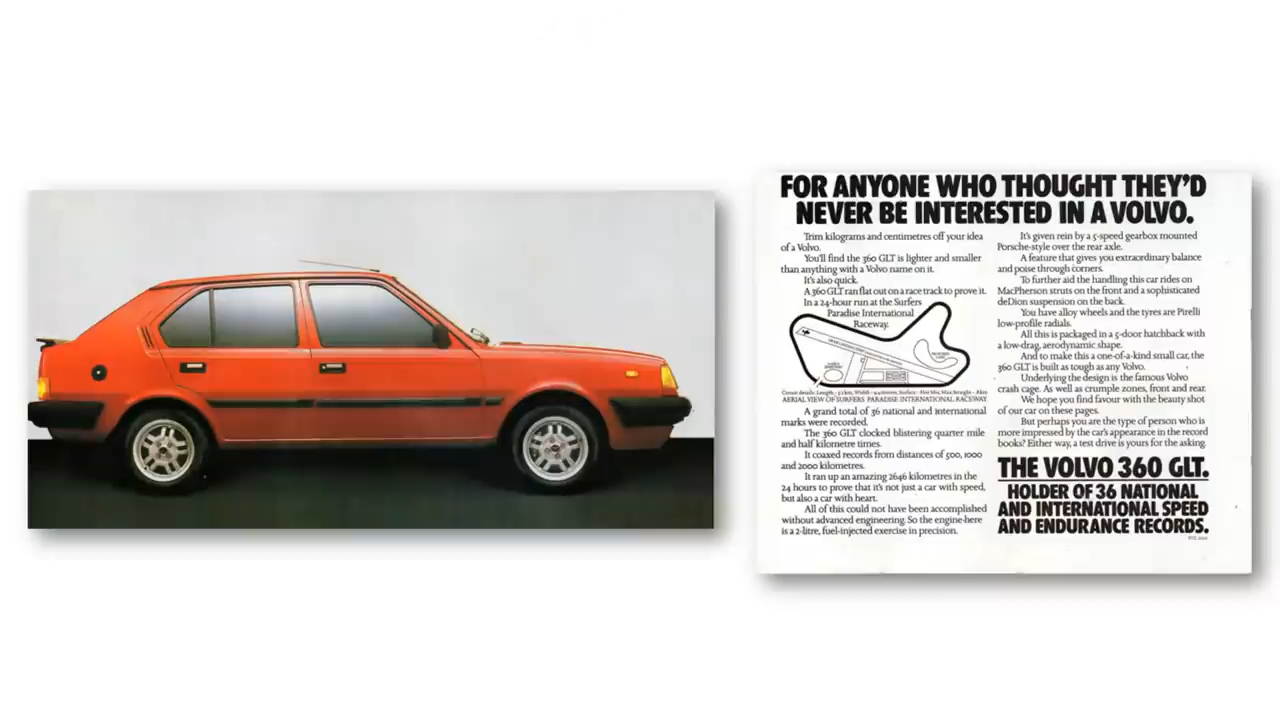 FOR ANYONE WHO THOUGHT THEY'D
NEVER BE INTERESTED IN A VOLVO.
Trim kilograms and centimetres off your idea
of a Volvo.
You'll find the 360 GLT is lighter and smaller
than anything with a Volvo name on it.
It's also quick.
A 360 GLT ran flat out on a race track to prove it.
In a 24-hour run at the Surfers
Paradise International
Raceway.
AERIAL VIEW OF SURFERS PARADISE INTERNATIONAL RACEWAY
A grand total of 36 national and international
marks were recorded.
The 360 GLT clocked blistering quarter mile
and half kilometre times.
It coaxed records from distances of 500, 1000
and 2000 kilometres.
It ran up an amazing 2646 kilometres in the
24 hours to prove that it's not just a car with speed,
but also a car with heart.
All of this could not have been accomplished
without advanced engineering. So the engine-here
is a 2-litre, fuel-injected exercise in precision.
It's given rein by a 5-speed gearbox mounted
Porsche-style over the rear axle.
A feature that gives you extraordinary balance
and poise through corners.
To further aid the handling this car rides on
MacPherson struts on the front and a sophisticated
deDion suspension on the back.
You have alloy wheels and the tyres are Pirelli
low-profile radials.
All this is packaged in a 5-door hatchback with
a low-drag, aerodynamic shape.
And to make this a one-of-a-kind small car, the
360 GLT is built as tough as any Volvo.
Underlying the design is the famous Volvo
crash cage. As well as crumple zones, front and rear.
We hope you find favour with the beauty shot
of our car on these pages.
But perhaps you are the type of person who is
more impressed by the car's appearance in the record
books? Either way, a test drive is yours for the asking.
THE VOLVO 360 GLT.
HOLDER OF 36 NATIONAL
AND INTERNATIONAL SPEED
AND ENDURANCE RECORDS.